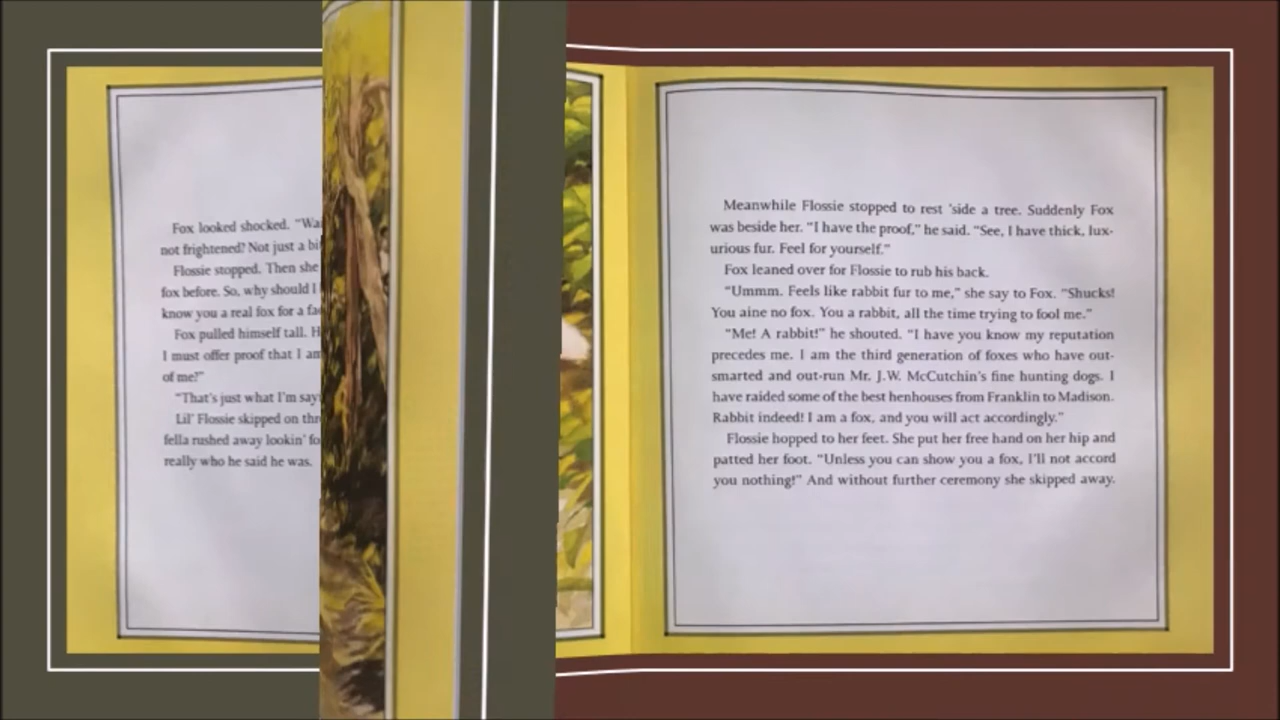 Fox looked shocked. "Wa
not frightened? Not just a bi
Flossie stopped. Then she
fox before. So, why should I
know you a real fox for a fa
Fox pulled himself tall. H
I must offer proof that I am
of me?"
"That's just what I'm sayi
Lil' Flossie skipped on thr
fella rushed away lookin' fo
really who he said he was.
Meanwhile Flossie stopped to rest 'side a tree. Suddenly Fox
was beside her. "I have the proof," he said. "See, I have thick, lux-
urious fur. Feel for yourself."
Fox leaned over for Flossie to rub his back.
"Ummm. Feels like rabbit fur to me," she say to Fox. "Shucks!
You aine no fox. You a rabbit, all the time trying to fool me."
"Me! A rabbit!" he shouted. "I have you know my reputation
precedes me. I am the third generation of foxes who have out-
smarted and out-run Mr. J.W. McCutchin's fine hunting dogs. I
have raided some of the best henhouses from Franklin to Madison.
Rabbit indeed! I am a fox, and you will act accordingly."
Flossie hopped to her feet. She put her free hand on her hip and
patted her foot. "Unless you can show you a fox, I'll not accord
you nothing!" And without further ceremony she skipped away.